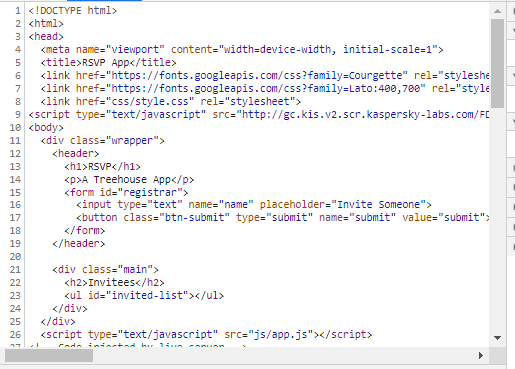 1 <!DOCTYPE html>
2 <html>
3 <head>
4 <meta name="viewport" content="width=device-width, initial-scale=1">
5 <title>RSVP App</title>
6 <link href="https://fonts.googleapis.com/css?family=Courgette" rel="styleshe
7 <link href="https://fonts.googleapis.com/css?family=Lato:400,700" rel="style
8 <link href="css/style.css" rel="stylesheet">
9 <script type="text/javascript" src="http://gc.kis.v2.scr.kaspersky-labs.com/FD
10 <body>
11 <div class="wrapper">
12 <header>
13 <h1>RSVP</h1>
14 <p>A Treehouse App</p>
15 <form id="registrar">
16 <input type="text" name="name" placeholder="Invite Someone">
17 <button class="btn-submit" type="submit" name="submit" value="submit">
18 </form>
19 </header>
20
21 <div class="main">
22 <h2>Invitees</h2>
23 <ul id="invited-list"></ul>
24 </div>
25 </div>
26 <script type="text/javascript" src="js/app.js"></script>
27 <!-- Code injected by live-server -->